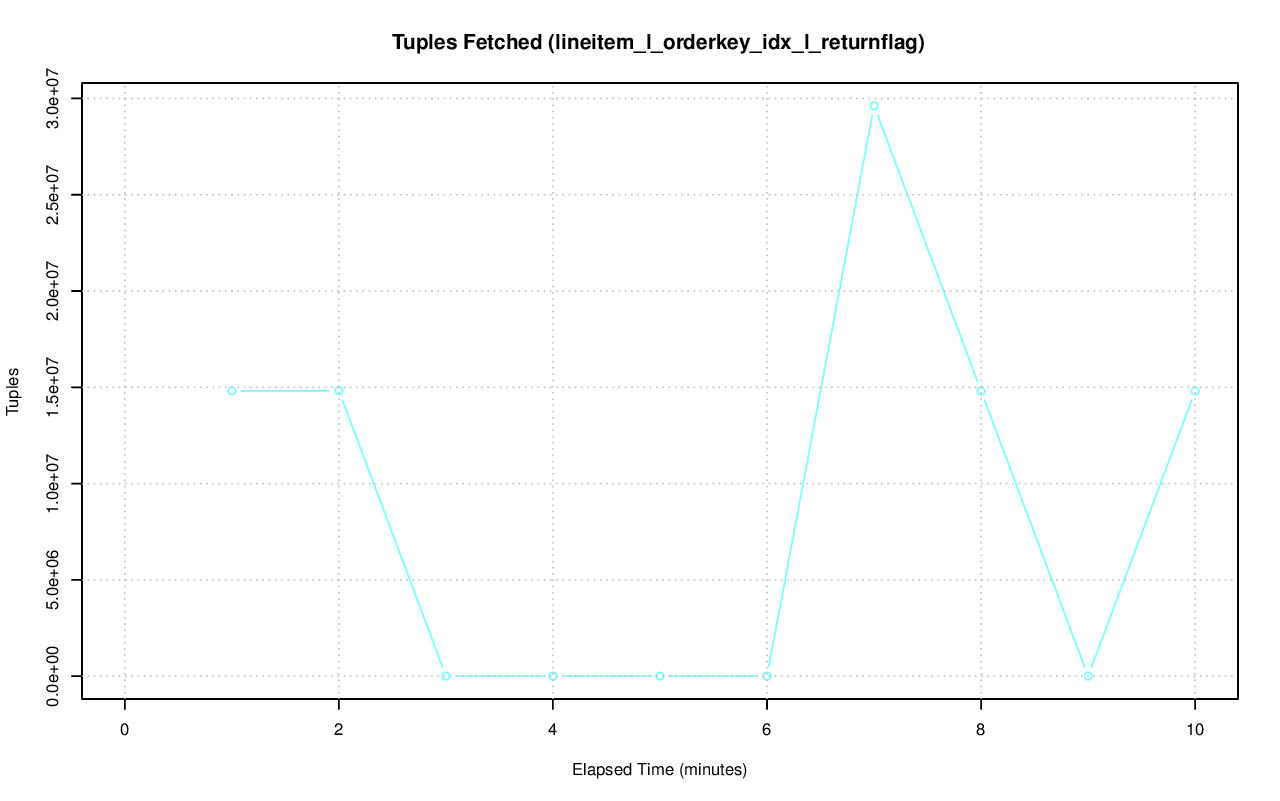 Tuples Fetched (lineitem_l_orderkey_idx_l_returnflag)
3.0e+07
2.5e+07
2.0e+07
1.5e+07
1.0e+07
5.0e+06
0.0e+00
Tuples
0 2 4 6 8 10
Elapsed Time (minutes)